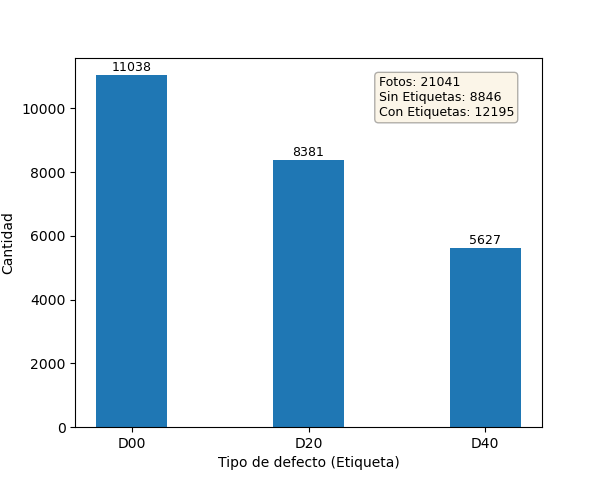 11038
Fotos: 21041
Sin Etiquetas: 8846
Con Etiquetas: 12195
8381
5627
10000
8000
6000
4000
2000
0
Cantidad
D00 D20 D40
Tipo de defecto (Etiqueta)